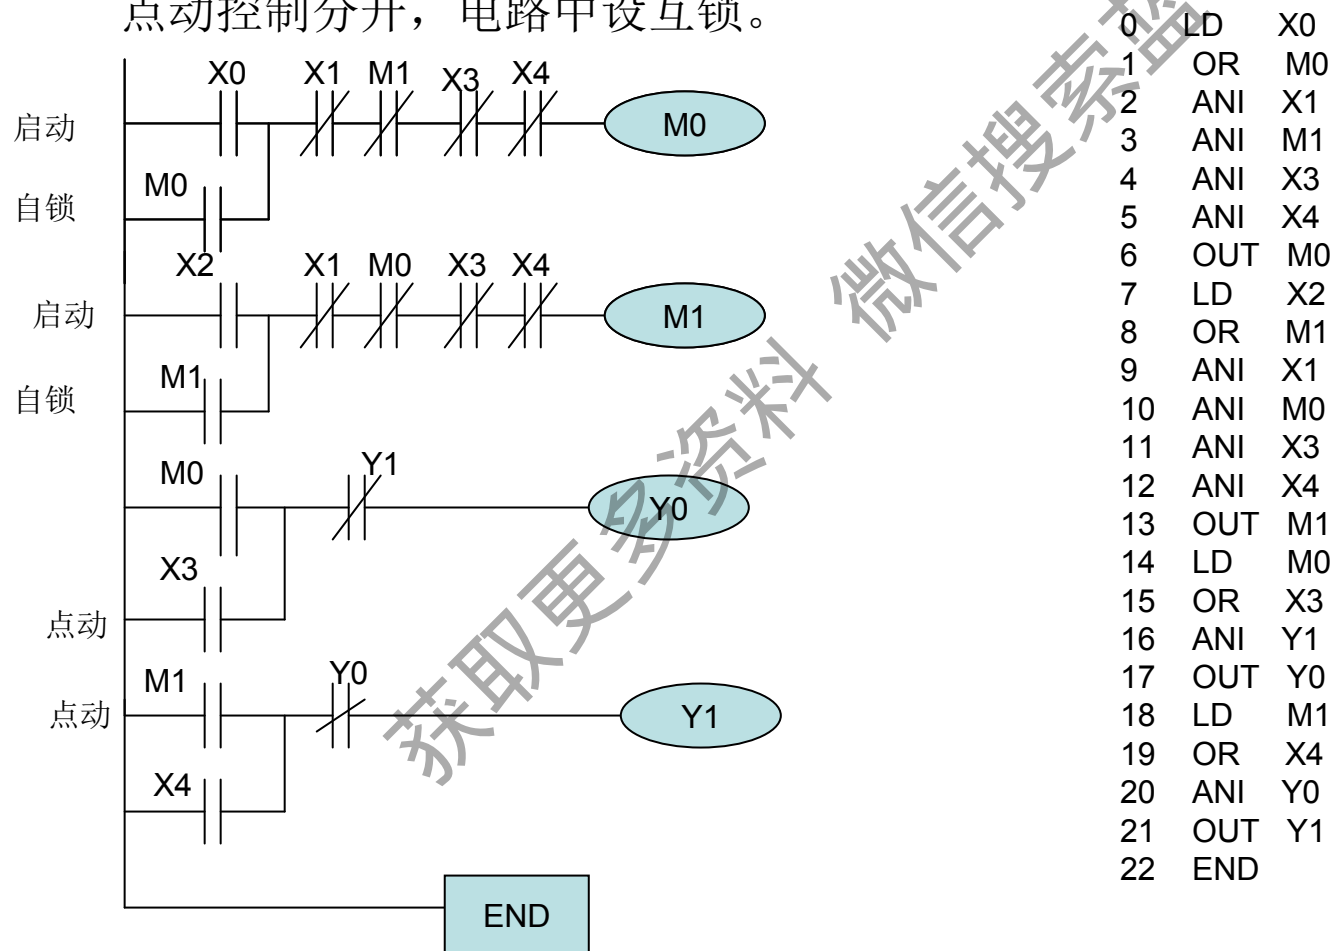 点动控制分开，电路中设互锁。
X0 X1 M1 X3 X4
启动
M0
M0
自锁
X2 X1 M0 X3 X4
启动
M1
M1
自锁
M0 Y1
Y0
X3
点动
M1 Y0
点动
Y1
X4
END
0 LD X0
1 OR M0
2 ANI X1
3 ANI M1
4 ANI X3
5 ANI X4
6 OUT M0
7 LD X2
8 OR M1
9 ANI X1
10 ANI M0
11 ANI X3
12 ANI X4
13 OUT M1
14 LD M0
15 OR X3
16 ANI Y1
17 OUT Y0
18 LD M1
19 OR X4
20 ANI Y0
21 OUT Y1
22 END
获取更多资料 微信搜索蓝